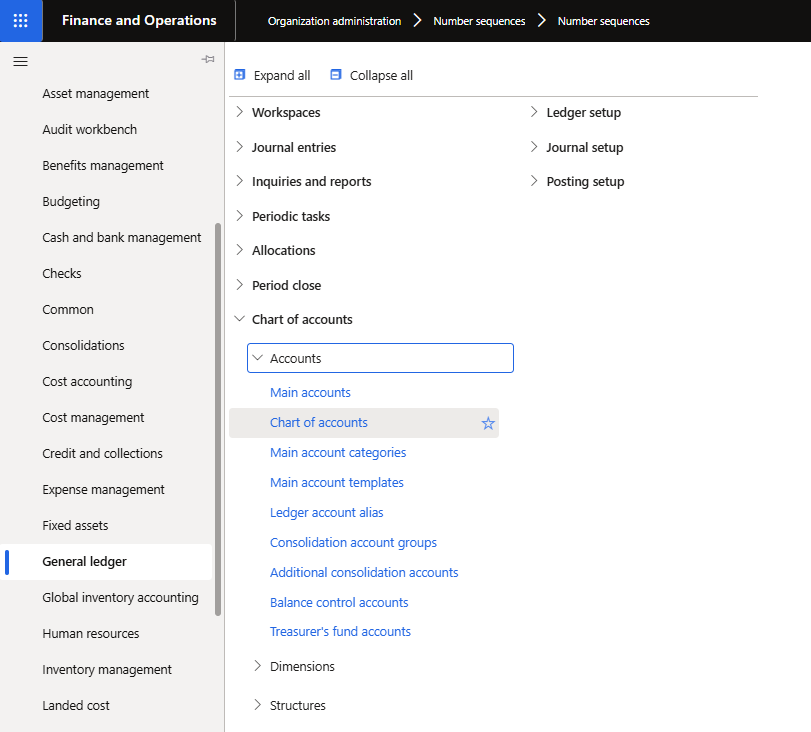 Finance and Operations
Organization administration
Number sequences
Number sequences
Asset management
Audit workbench
Benefits management
Budgeting
Cash and bank management
Checks
Common
Consolidations
Cost accounting
Cost management
Credit and collections
Expense management
Fixed assets
General ledger
Global inventory accounting
Human resources
Inventory management
Landed cost
Expand all
Collapse all
Workspaces
Journal entries
Inquiries and reports
Periodic tasks
Allocations
Period close
Chart of accounts
Accounts
Main accounts
Chart of accounts
Main account categories
Main account templates
Ledger account alias
Consolidation account groups
Additional consolidation accounts
Balance control accounts
Treasurer's fund accounts
Dimensions
Structures
Ledger setup
Journal setup
Posting setup